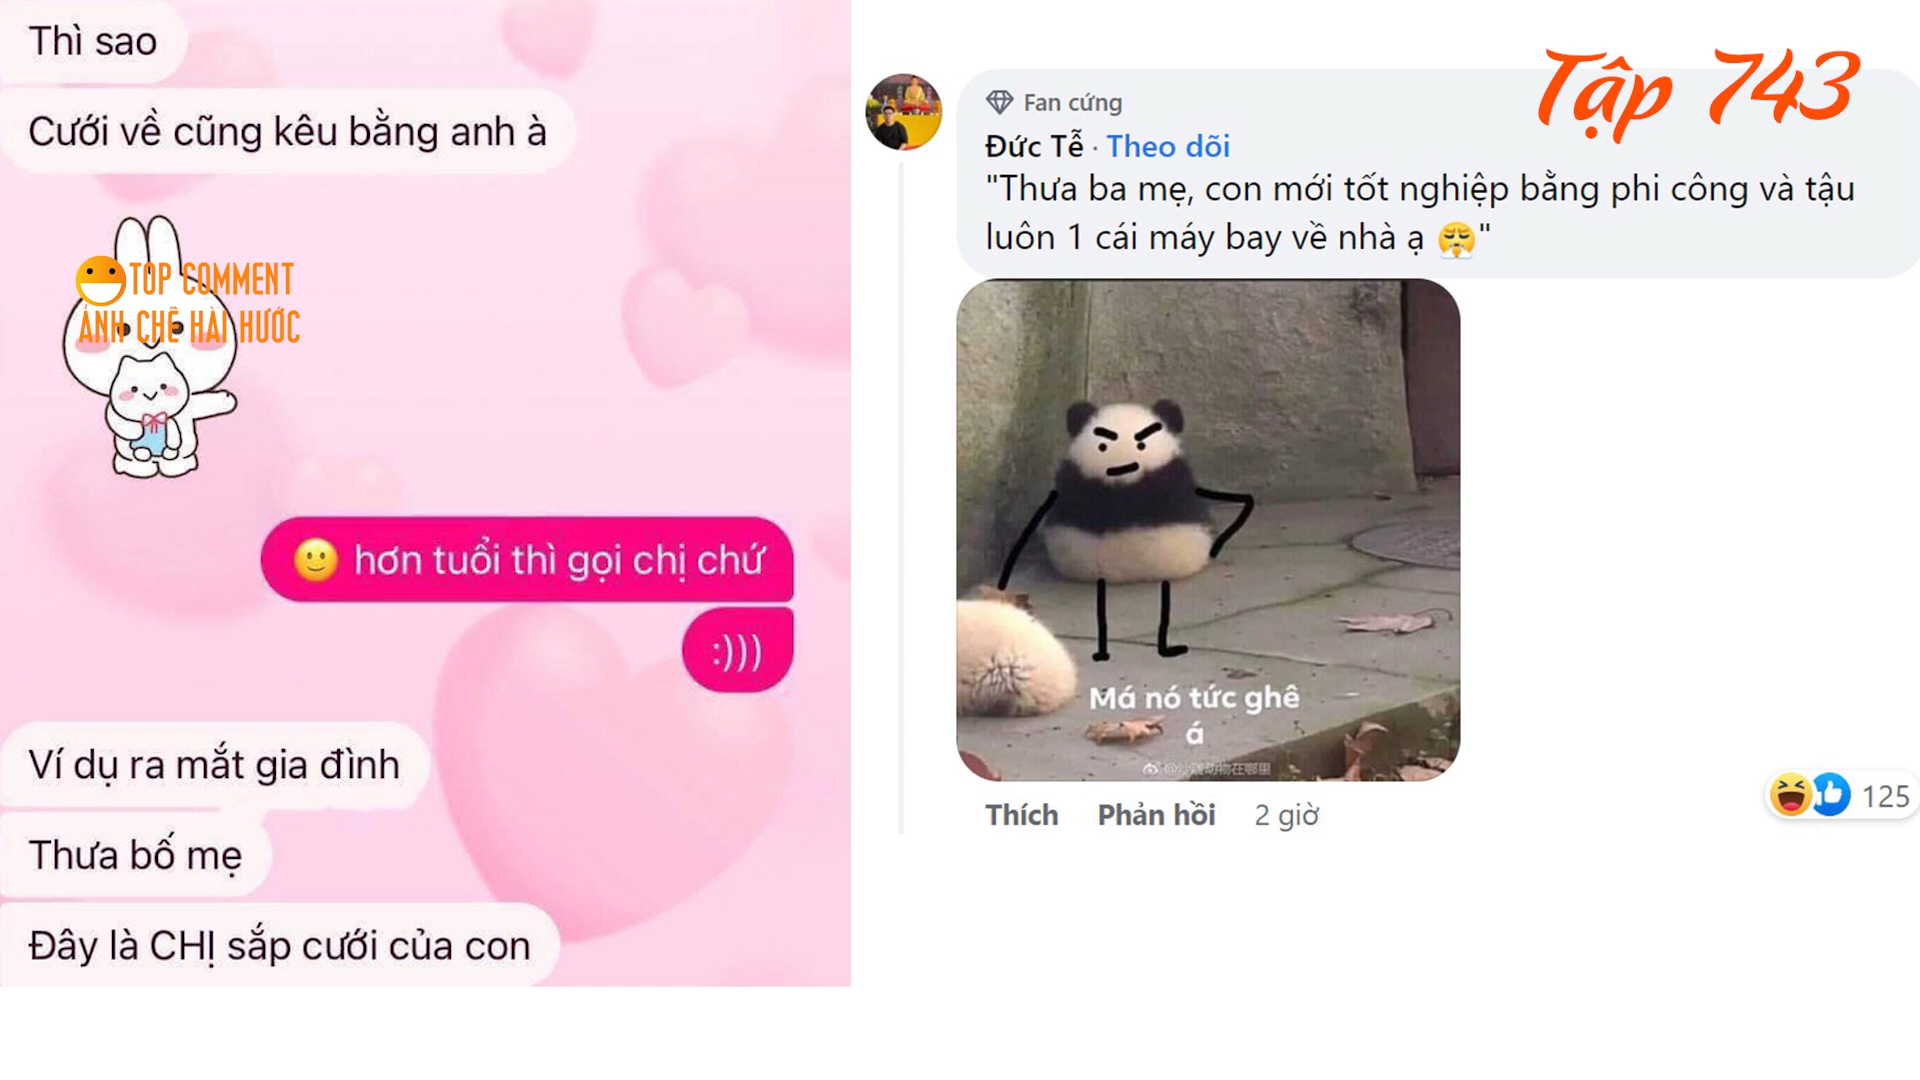 Thì sao
Cưới về cũng kêu bằng anh à
TOP COMMENT
ẢNH CHẾ HÀI HƯỚC
🙂 hơn tuổi thì gọi chị chứ
:)))
Ví dụ ra mắt gia đình
Thưa bố mẹ
Đây là CHỊ sắp cưới của con
Tập 743
Fan cứng
Đức Tễ · Theo dõi
"Thưa ba mẹ, con mới tốt nghiệp bằng phi công và tậu
luôn 1 cái máy bay về nhà ạ 😤"
Má nó tức ghê
á
Thích Phản hồi 2 giờ
125